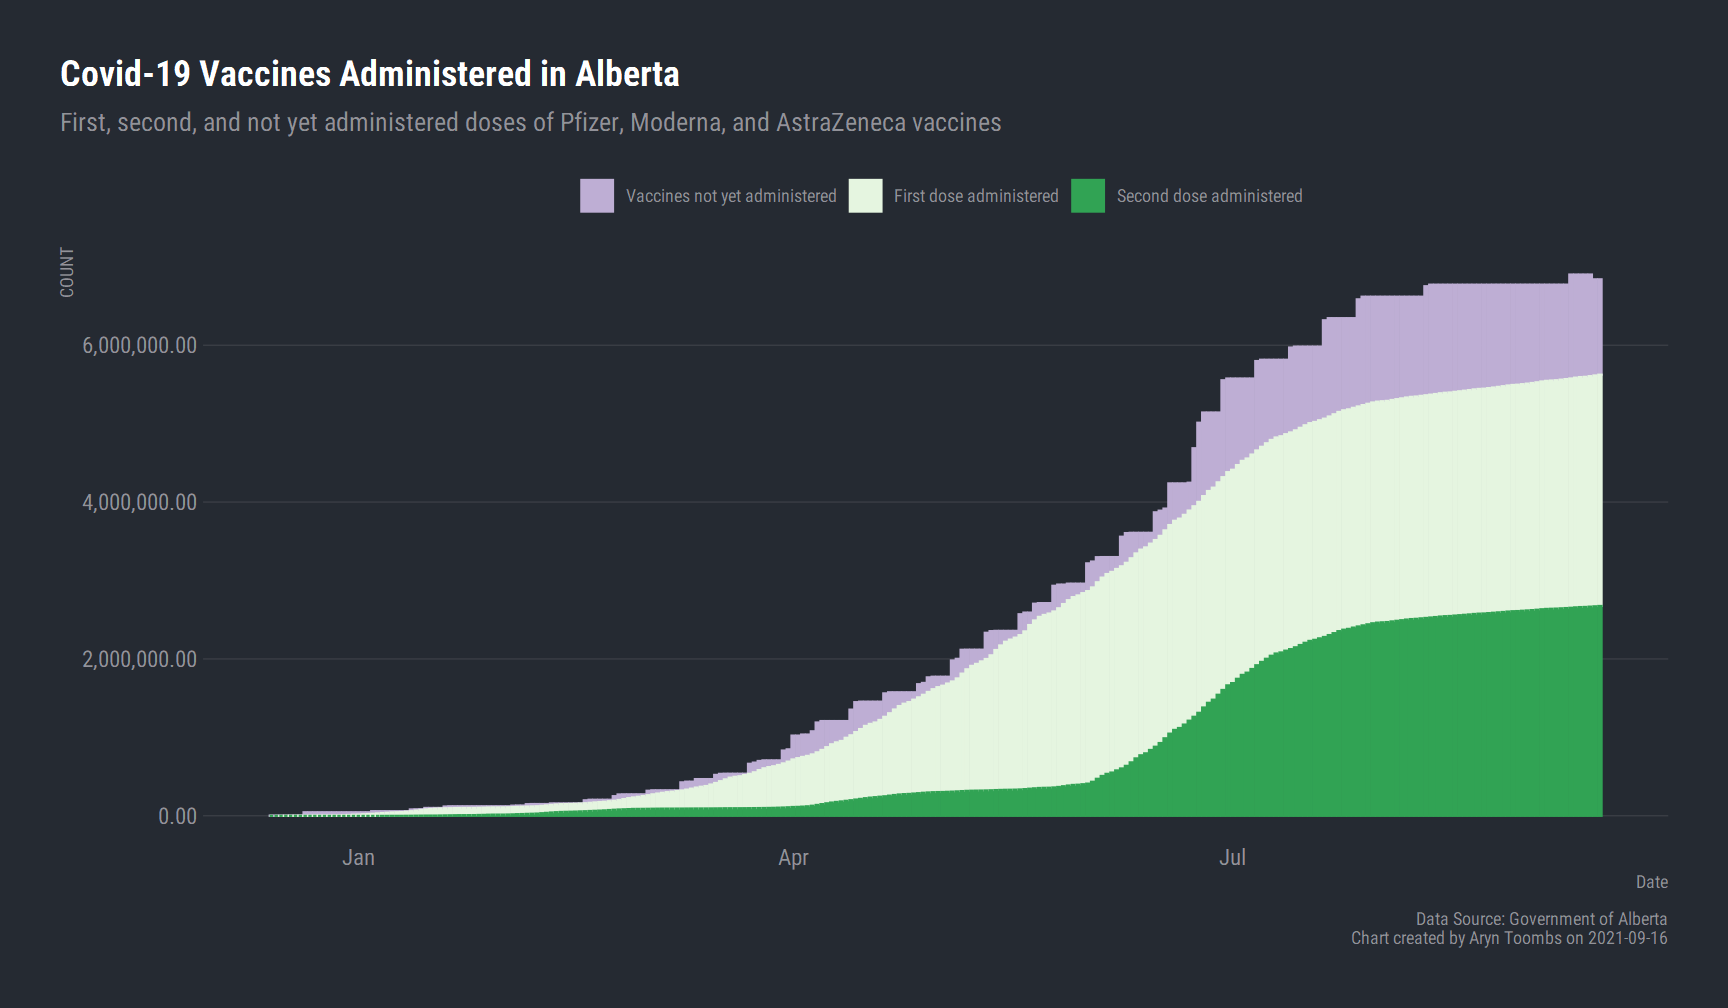 Covid-19 Vaccines Administered in Alberta
First, second, and not yet administered doses of Pfizer, Moderna, and AstraZeneca vaccines
Vaccines not yet administered First dose administered Second dose administered
COUNT
6,000,000.00
4,000,000.00
2,000,000.00
0.00
Jan Apr Jul
Date
Data Source: Government of Alberta
Chart created by Aryn Toombs on 2021-09-16